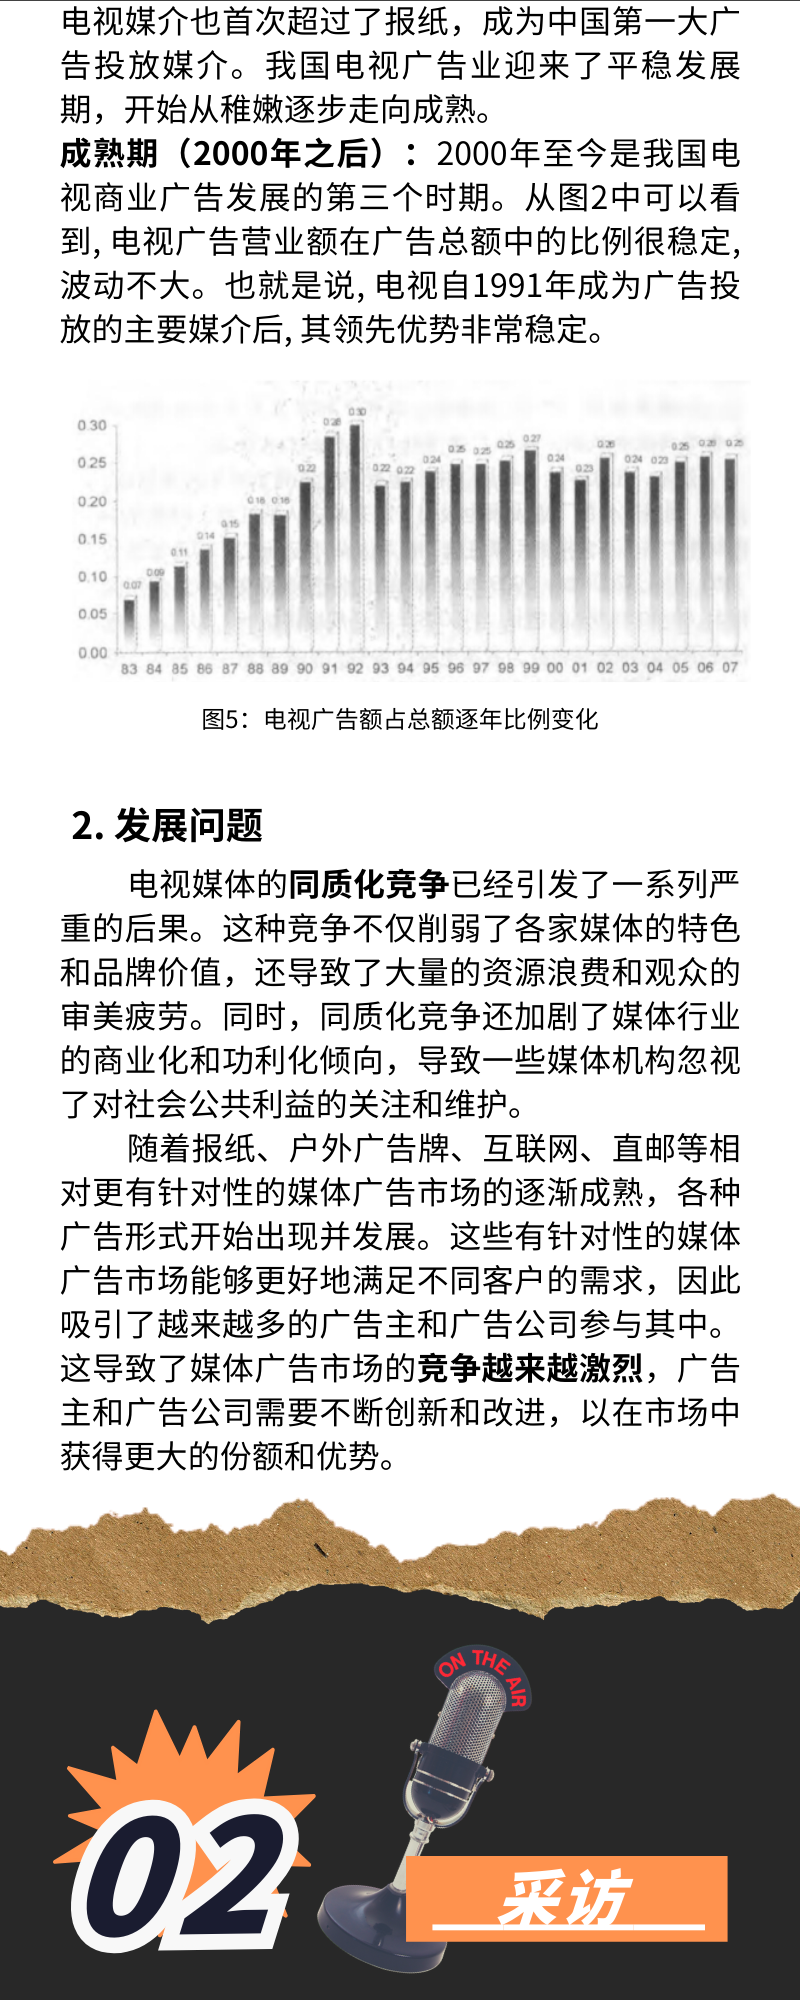 电视媒介也首次超过了报纸，成为中国第一大广
告投放媒介。我国电视广告业迎来了平稳发展
期，开始从稚嫩逐步走向成熟。
成熟期（2000年之后）：2000年至今是我国电
视商业广告发展的第三个时期。从图2中可以看
到, 电视广告营业额在广告总额中的比例很稳定,
波动不大。也就是说, 电视自1991年成为广告投
放的主要媒介后, 其领先优势非常稳定。
0.30
0.25
0.20
0.15
0.10
0.05
0.00
0.07 0.09 0.11 0.14 0.15 0.18 0.18 0.22 0.28 0.30 0.22 0.22 0.24 0.25 0.25 0.25 0.27 0.24 0.23 0.26 0.24 0.23 0.25 0.26 0.25
83 84 85 86 87 88 89 90 91 92 93 94 95 96 97 98 99 00 01 02 03 04 05 06 07
图5：电视广告额占总额逐年比例变化
2. 发展问题
电视媒体的同质化竞争已经引发了一系列严
重的后果。这种竞争不仅削弱了各家媒体的特色
和品牌价值，还导致了大量的资源浪费和观众的
审美疲劳。同时，同质化竞争还加剧了媒体行业
的商业化和功利化倾向，导致一些媒体机构忽视
了对社会公共利益的关注和维护。
随着报纸、户外广告牌、互联网、直邮等相
对更有针对性的媒体广告市场的逐渐成熟，各种
广告形式开始出现并发展。这些有针对性的媒体
广告市场能够更好地满足不同客户的需求，因此
吸引了越来越多的广告主和广告公司参与其中。
这导致了媒体广告市场的竞争越来越激烈，广告
主和广告公司需要不断创新和改进，以在市场中
获得更大的份额和优势。
ON THE AIR
02
采访